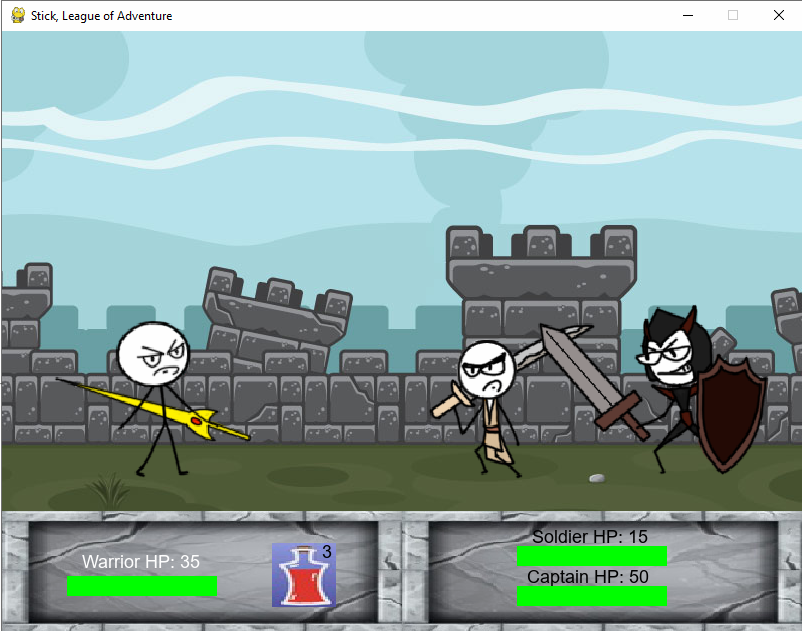 Stick, League of Adventure
Warrior HP: 35
3
Soldier HP: 15
Captain HP: 50